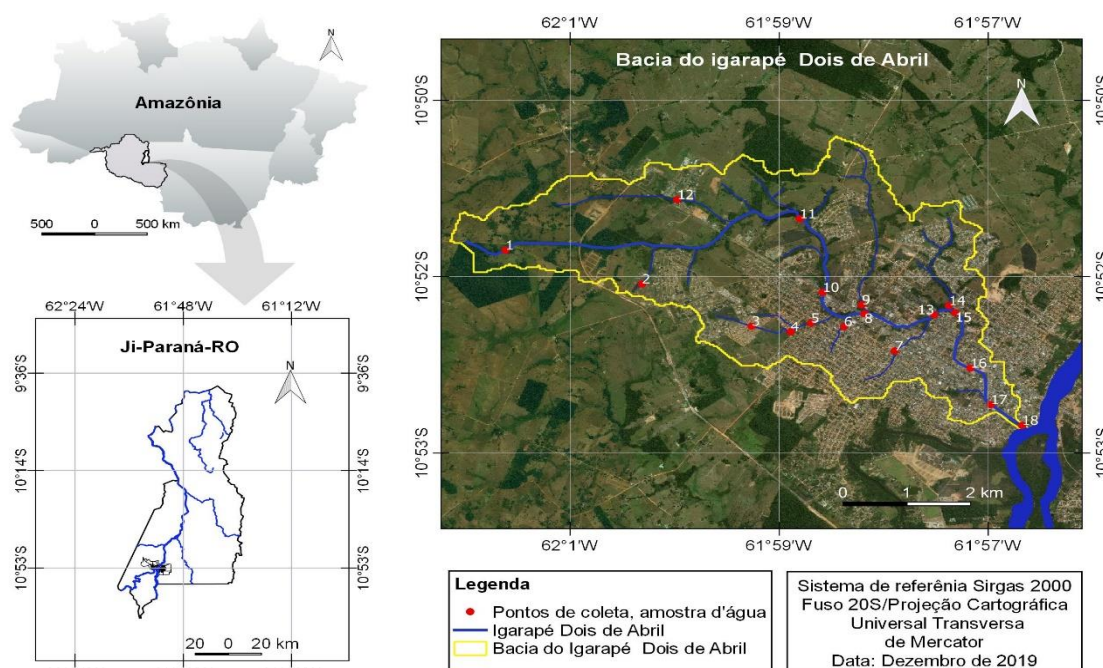 Amazônia
N
500 0 500 km
62°24'W 61°48'W 61°12'W
Ji-Paraná-RO
N
9°36'S
10°14'S
10°53'S
9°36'S
10°14'S
10°53'S
20 0 20 km
62°24'W 61°48'W 61°12'W
62°1'W 61°59'W 61°57'W
Bacia do igarapé Dois de Abril
N
10°50'S
10°52'S
10°53'S
10°50'S
10°52'S
10°53'S
1
2
3
4
5
6
7
8
9
10
11
12
13
14
15
16
17
18
0 1 2 km
62°1'W 61°59'W 61°57'W
Legenda
Pontos de coleta, amostra d'água
Igarapé Dois de Abril
Bacia do Igarapé Dois de Abril
Sistema de referênia Sirgas 2000
Fuso 20S/Projeção Cartográfica
Universal Transversa
de Mercator
Data: Dezembro de 2019